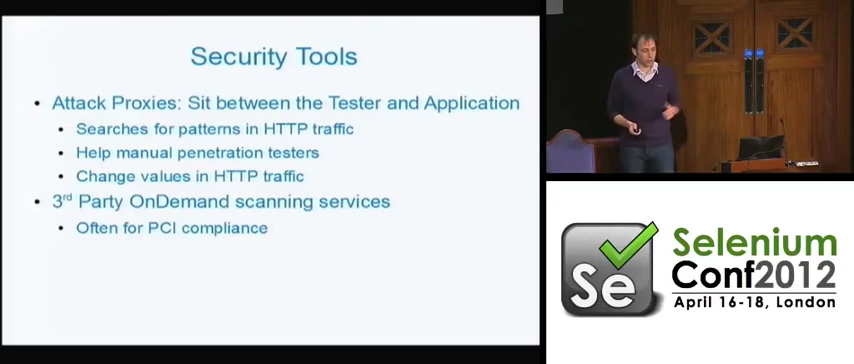 Security Tools
Attack Proxies: Sit between the Tester and Application
Searches for patterns in HTTP traffic
Help manual penetration testers
Change values in HTTP traffic
3rd Party OnDemand scanning services
Often for PCI compliance
Se
Selenium
Conf2012
April 16-18, London